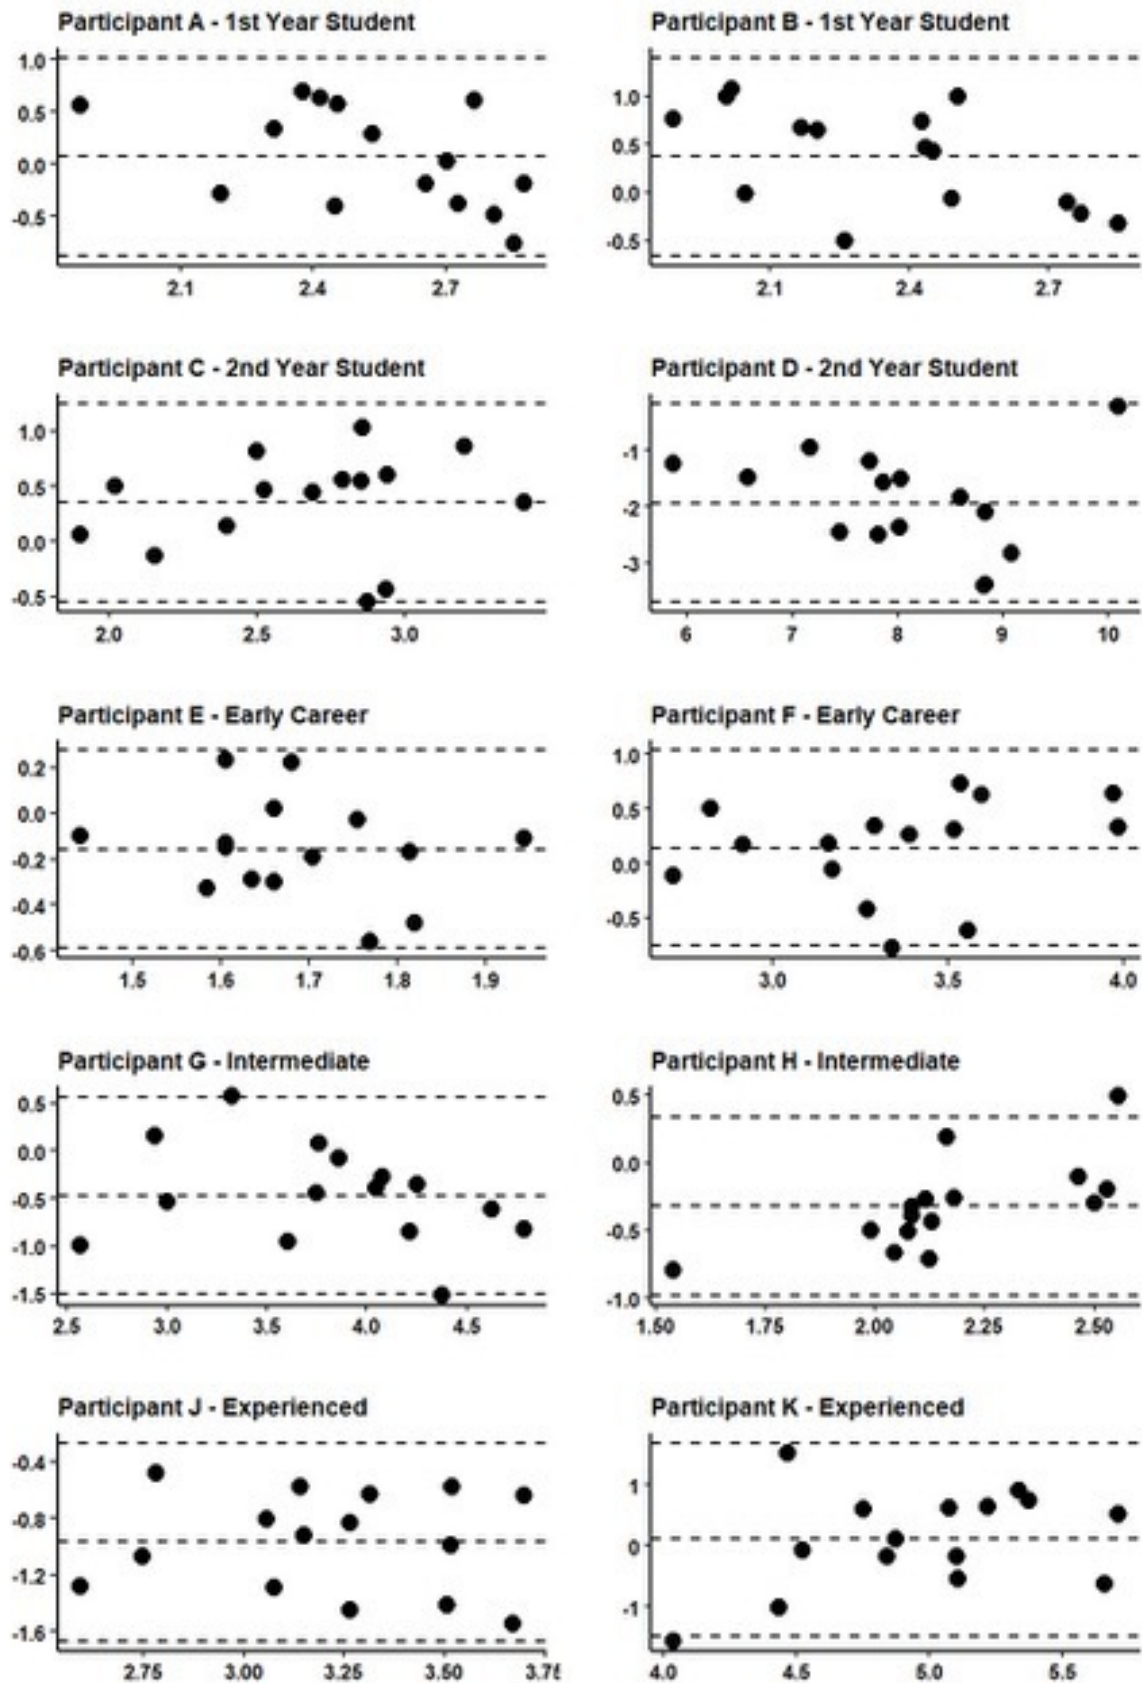 Participant A - 1st Year Student
1.0
0.5
0.0
-0.5
2.1 2.4 2.7
Participant B - 1st Year Student
1.0
0.5
0.0
-0.5
2.1 2.4 2.7
Participant C - 2nd Year Student
1.0
0.5
0.0
-0.5
2.0 2.5 3.0
Participant D - 2nd Year Student
-1
-2
-3
6 7 8 9 10
Participant E - Early Career
0.2
0.0
-0.2
-0.4
-0.6
1.5 1.6 1.7 1.8 1.9
Participant F - Early Career
1.0
0.5
0.0
-0.5
3.0 3.5 4.0
Participant G - Intermediate
0.5
0.0
-0.5
-1.0
-1.5
2.5 3.0 3.5 4.0 4.5
Participant H - Intermediate
0.5
0.0
-0.5
-1.0
1.50 1.75 2.00 2.25 2.50
Participant J - Experienced
-0.4
-0.8
-1.2
-1.6
2.75 3.00 3.25 3.50 3.75
Participant K - Experienced
1
0
-1
4.0 4.5 5.0 5.5